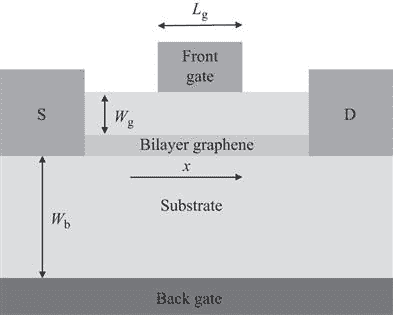 Lg
Front
gate
S
Wg
D
Bilayer graphene
x
Substrate
Wb
Back gate